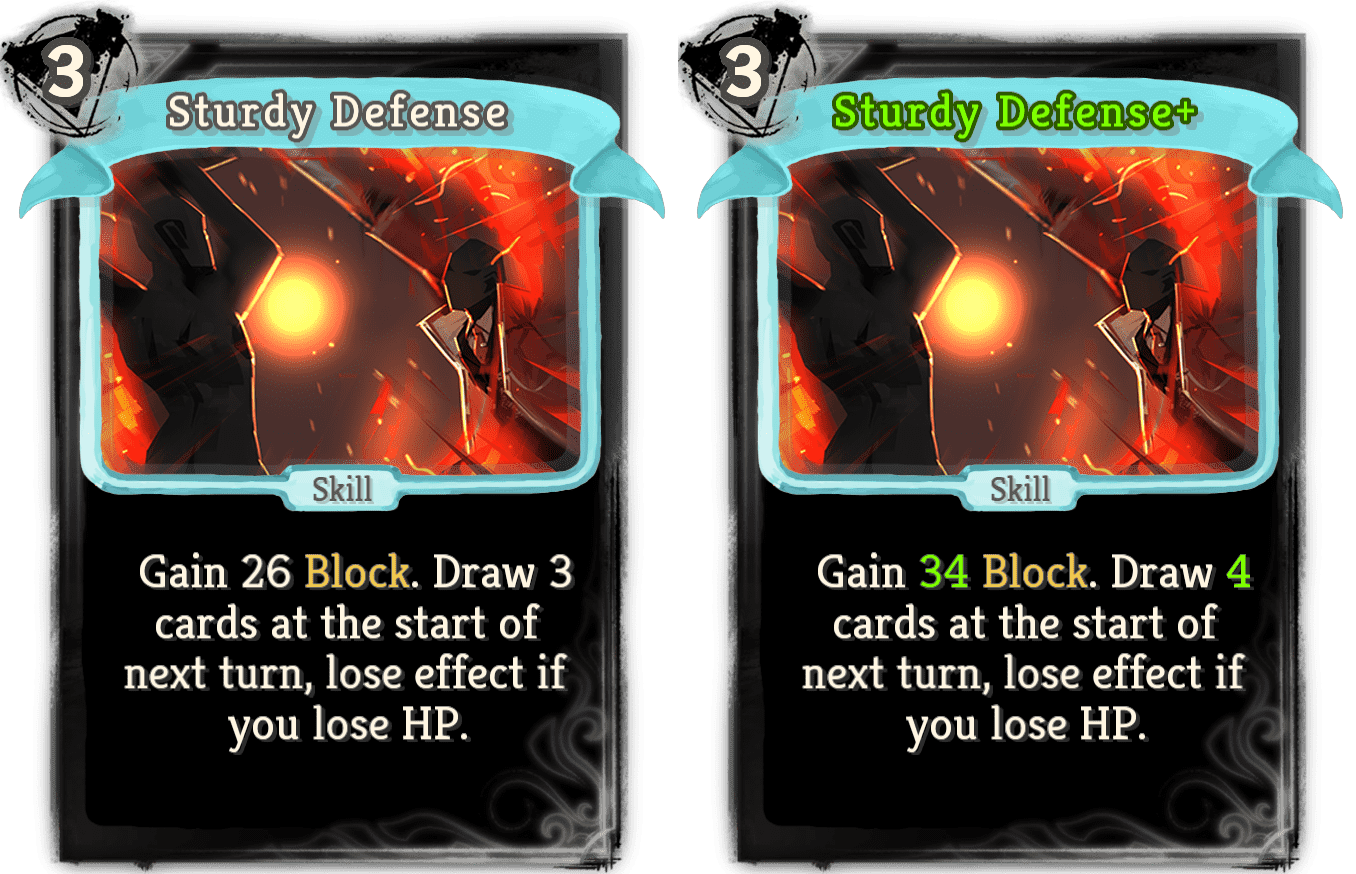 3
Sturdy Defense
Skill
Gain 26 Block. Draw 3
cards at the start of
next turn, lose effect if
you lose HP.
3
Sturdy Defense+
Skill
Gain 34 Block. Draw 4
cards at the start of
next turn, lose effect if
you lose HP.